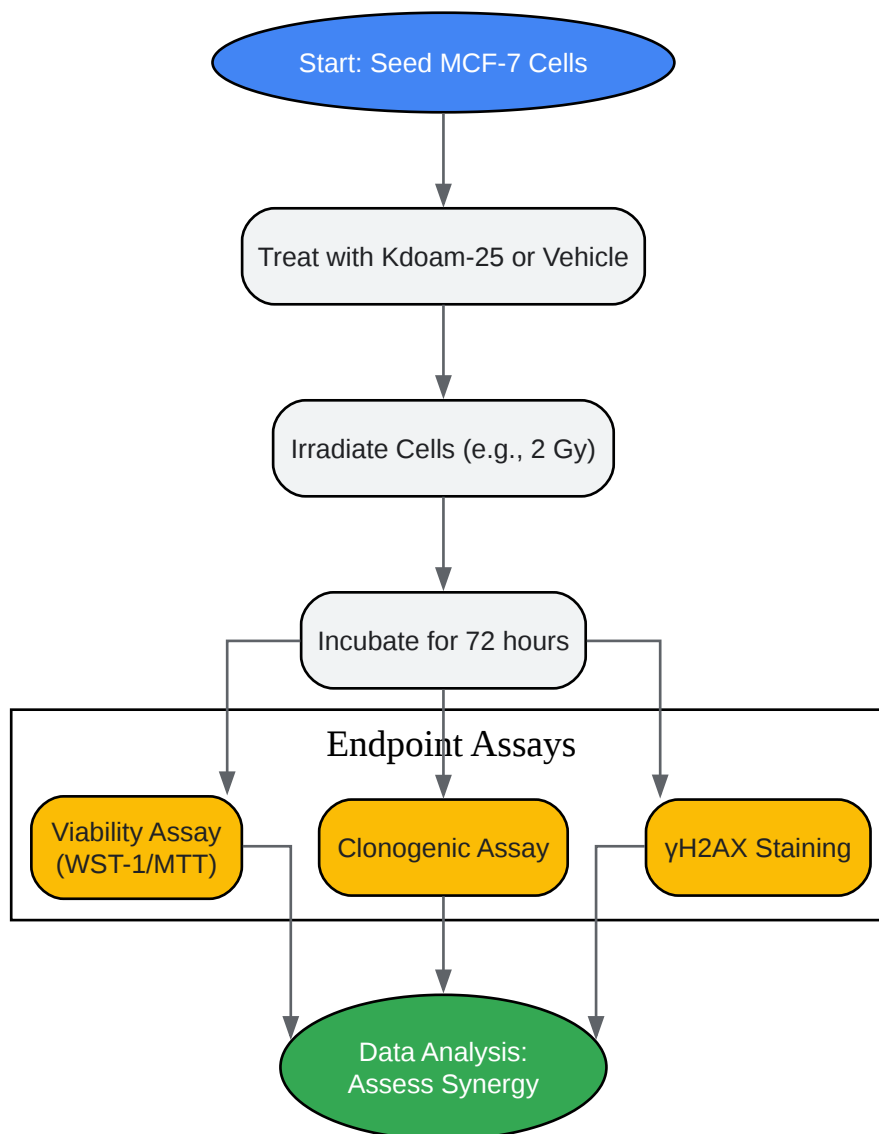 Start: Seed MCF-7 Cells
Treat with Kdoam-25 or Vehicle
Irradiate Cells (e.g., 2 Gy)
Incubate for 72 hours
Endpoint Assays
Viability Assay
(WST-1/MTT)
Clonogenic Assay
γH2AX Staining
Data Analysis:
Assess Synergy